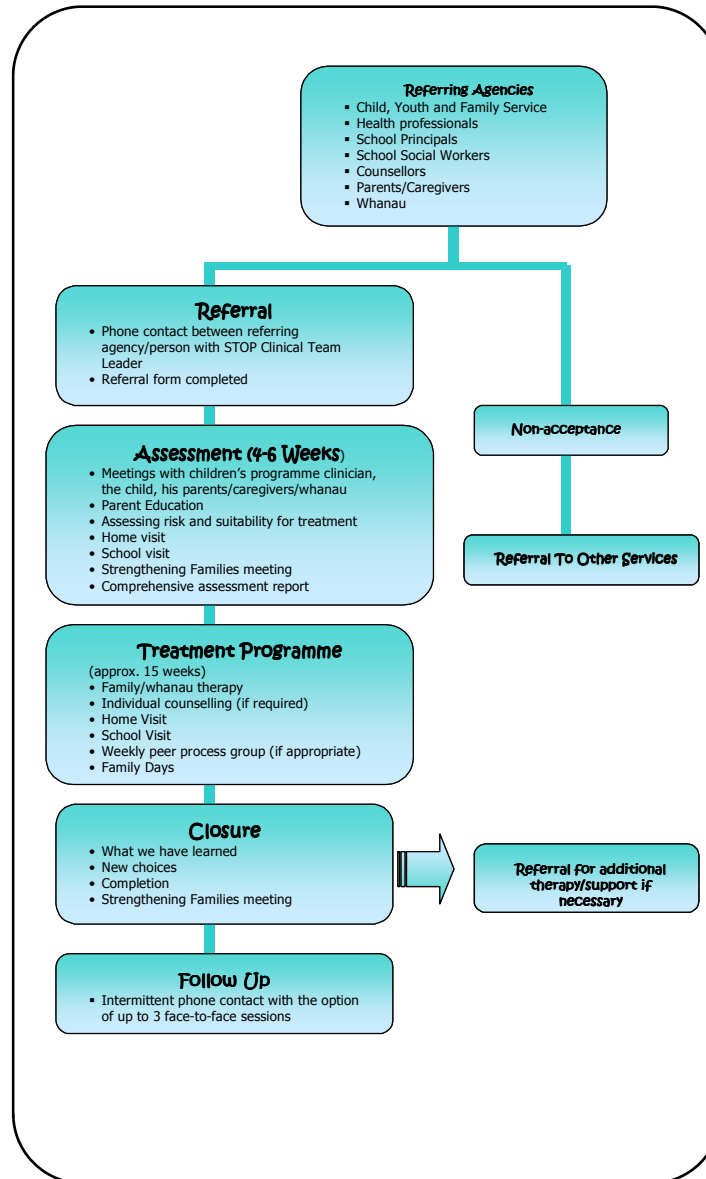 Referring Agencies
▪ Child, Youth and Family Service
▪ Health professionals
▪ School Principals
▪ School Social Workers
▪ Counsellors
▪ Parents/Caregivers
▪ Whanau
Referral
• Phone contact between referring
agency/person with STOP Clinical Team
Leader
• Referral form completed
Non-acceptance
Referral To Other Services
Assessment (4-6 Weeks)
• Meetings with children's programme clinician,
the child, his parents/caregivers/whanau
• Parent Education
• Assessing risk and suitability for treatment
• Home visit
• School visit
• Strengthening Families meeting
• Comprehensive assessment report
Treatment Programme
(approx. 15 weeks)
• Family/whanau therapy
• Individual counselling (if required)
• Home Visit
• School Visit
• Weekly peer process group (if appropriate)
• Family Days
Closure
• What we have learned
• New choices
• Completion
• Strengthening Families meeting
Referral for additional
therapy/support if
necessary
Follow Up
▪ Intermittent phone contact with the option
of up to 3 face-to-face sessions